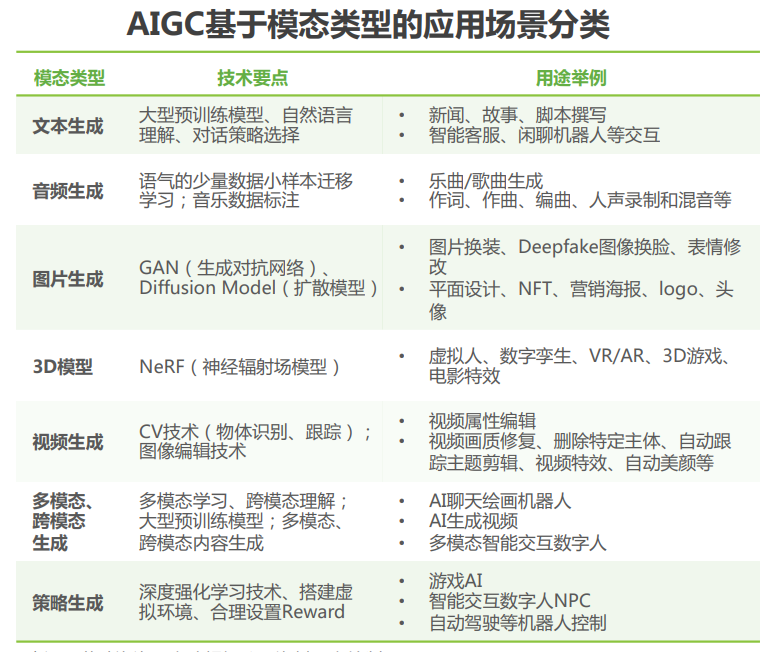 AIGC基于模态类型的应用场景分类
模态类型 技术要点 用途举例
文本生成
大型预训练模型、自然语言
理解、对话策略选择
• 新闻、故事、脚本撰写
• 智能客服、闲聊机器人等交互
音频生成
语气的少量数据小样本迁移
学习；音乐数据标注
• 乐曲/歌曲生成
• 作词、作曲、编曲、人声录制和混音等
图片生成
GAN（生成对抗网络）、
Diffusion Model（扩散模型）
• 图片换装、Deepfake图像换脸、表情修
改
• 平面设计、NFT、营销海报、logo、头
像
3D模型
NeRF（神经辐射场模型）
• 虚拟人、数字孪生、VR/AR、3D游戏、
电影特效
视频生成
CV技术（物体识别、跟踪）；
图像编辑技术
• 视频属性编辑
• 视频画质修复、删除特定主体、自动跟
踪主题剪辑、视频特效、自动美颜等
多模态、
跨模态
生成
多模态学习、跨模态理解；
大型预训练模型；多模态、
跨模态内容生成
• AI聊天绘画机器人
• AI生成视频
• 多模态智能交互数字人
策略生成
深度强化学习技术、搭建虚
拟环境、合理设置Reward
• 游戏AI
• 智能交互数字人NPC
• 自动驾驶等机器人控制